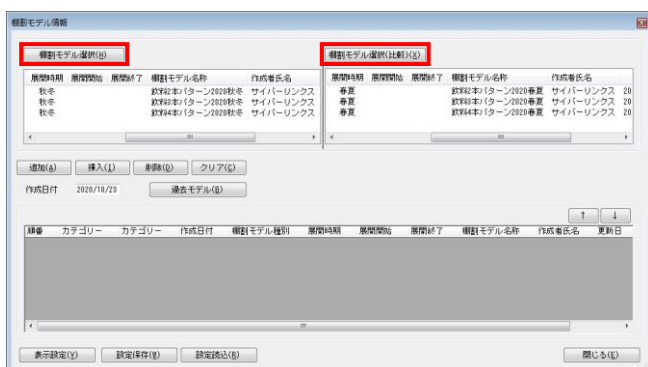 棚割モデル情報
棚割モデル選択(H) 棚割モデル選択(比較)(X)
展開時期 展開開始 展開終了 棚割モデル名称 作成者氏名 展開時期 展開開始 展開終了 棚割モデル名称 作成者氏名
秋冬 飲料2本パターン2020秋冬 サイバーリンクス 春夏 飲料2本パターン2020春夏 サイバーリンクス 20
秋冬 飲料3本パターン2020秋冬 サイバーリンクス 春夏 飲料3本パターン2020春夏 サイバーリンクス 20
秋冬 飲料4本パターン2020秋冬 サイバーリンクス 春夏 飲料4本パターン2020春夏 サイバーリンクス 20
追加(A) 挿入(I) 削除(D) クリア(C)
作成日付 2020/10/23 過去モデル(B)
↑ ↓
順番 カテゴリー カテゴリー 作成日付 棚割モデル種別 展開時期 展開開始 展開終了 棚割モデル名称 作成者氏名 更新日
表示設定(Y) 設定保存(W) 設定読込(R) 閉じる(E)